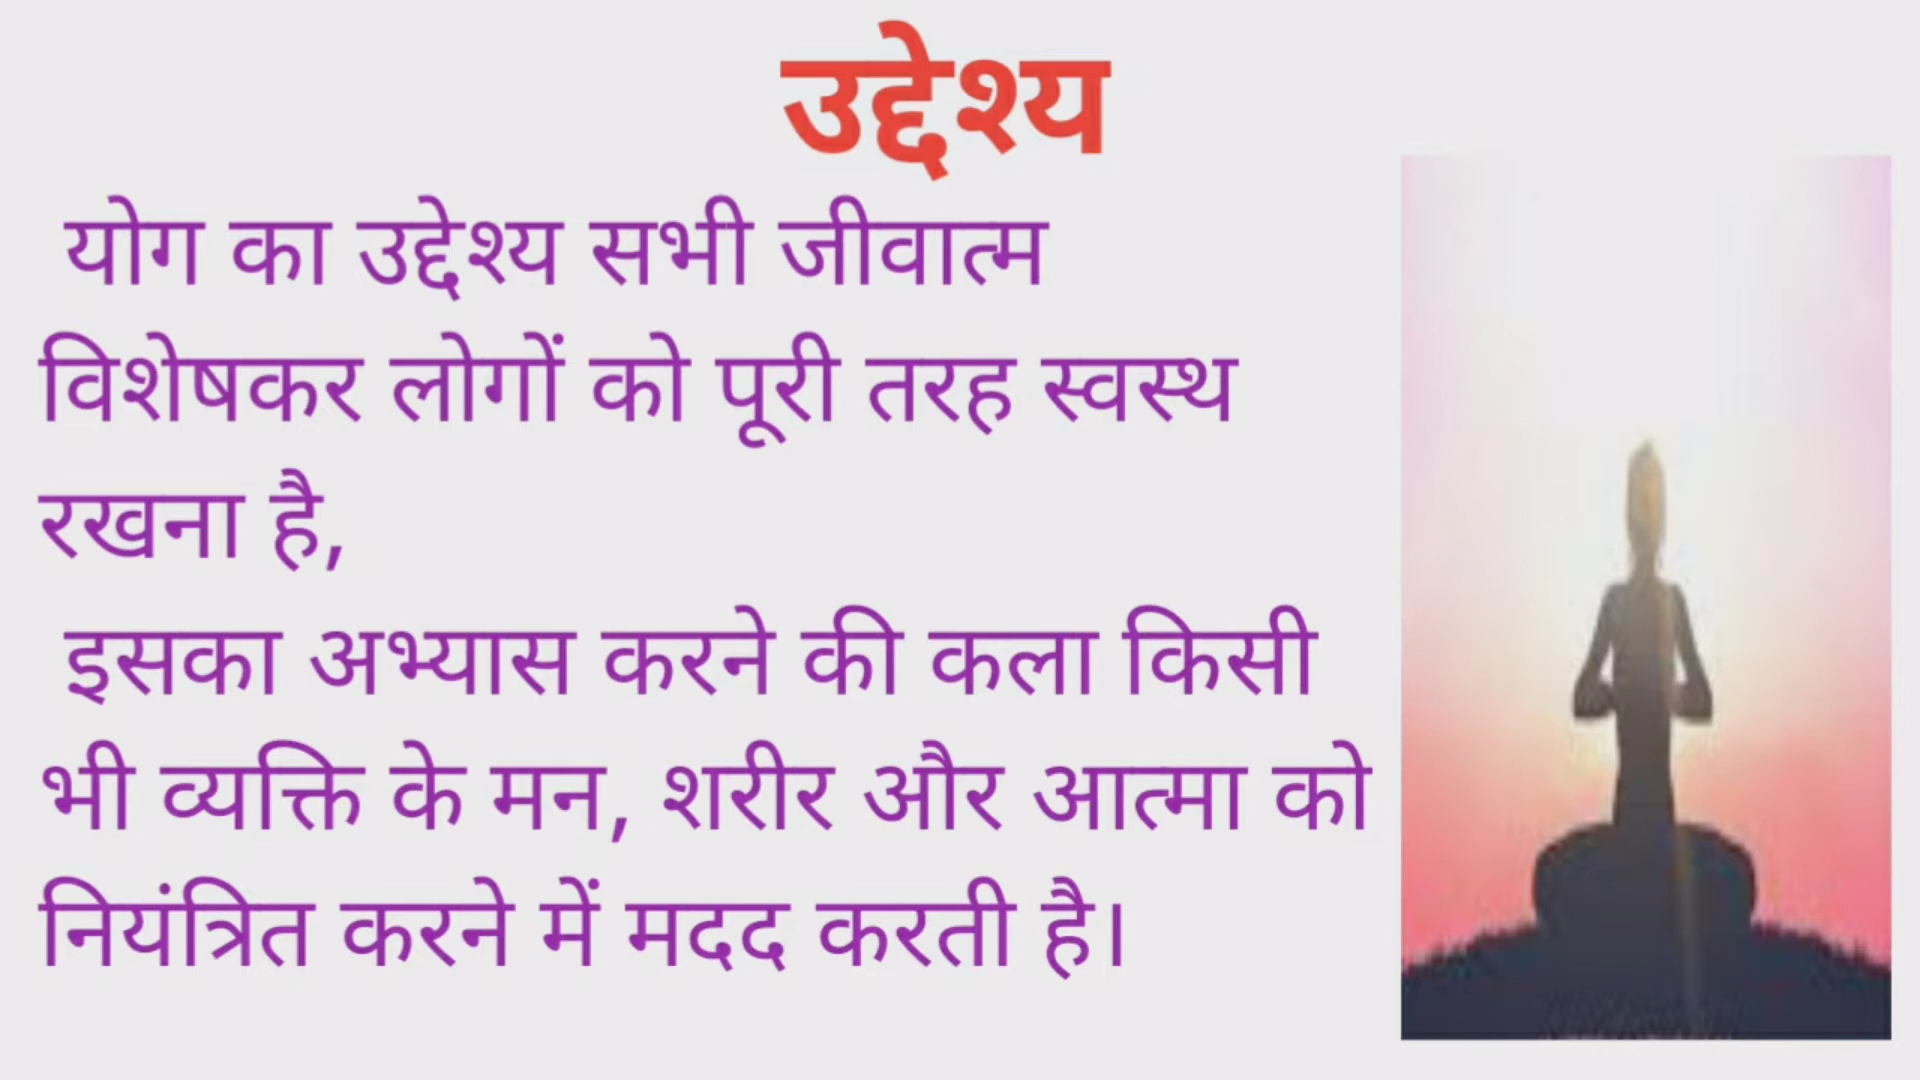 उद्देश्य
योग का उद्देश्य सभी जीवात्म
विशेषकर लोगों को पूरी तरह स्वस्थ
रखना है,
इसका अभ्यास करने की कला किसी
भी व्यक्ति के मन, शरीर और आत्मा को
नियंत्रित करने में मदद करती है।